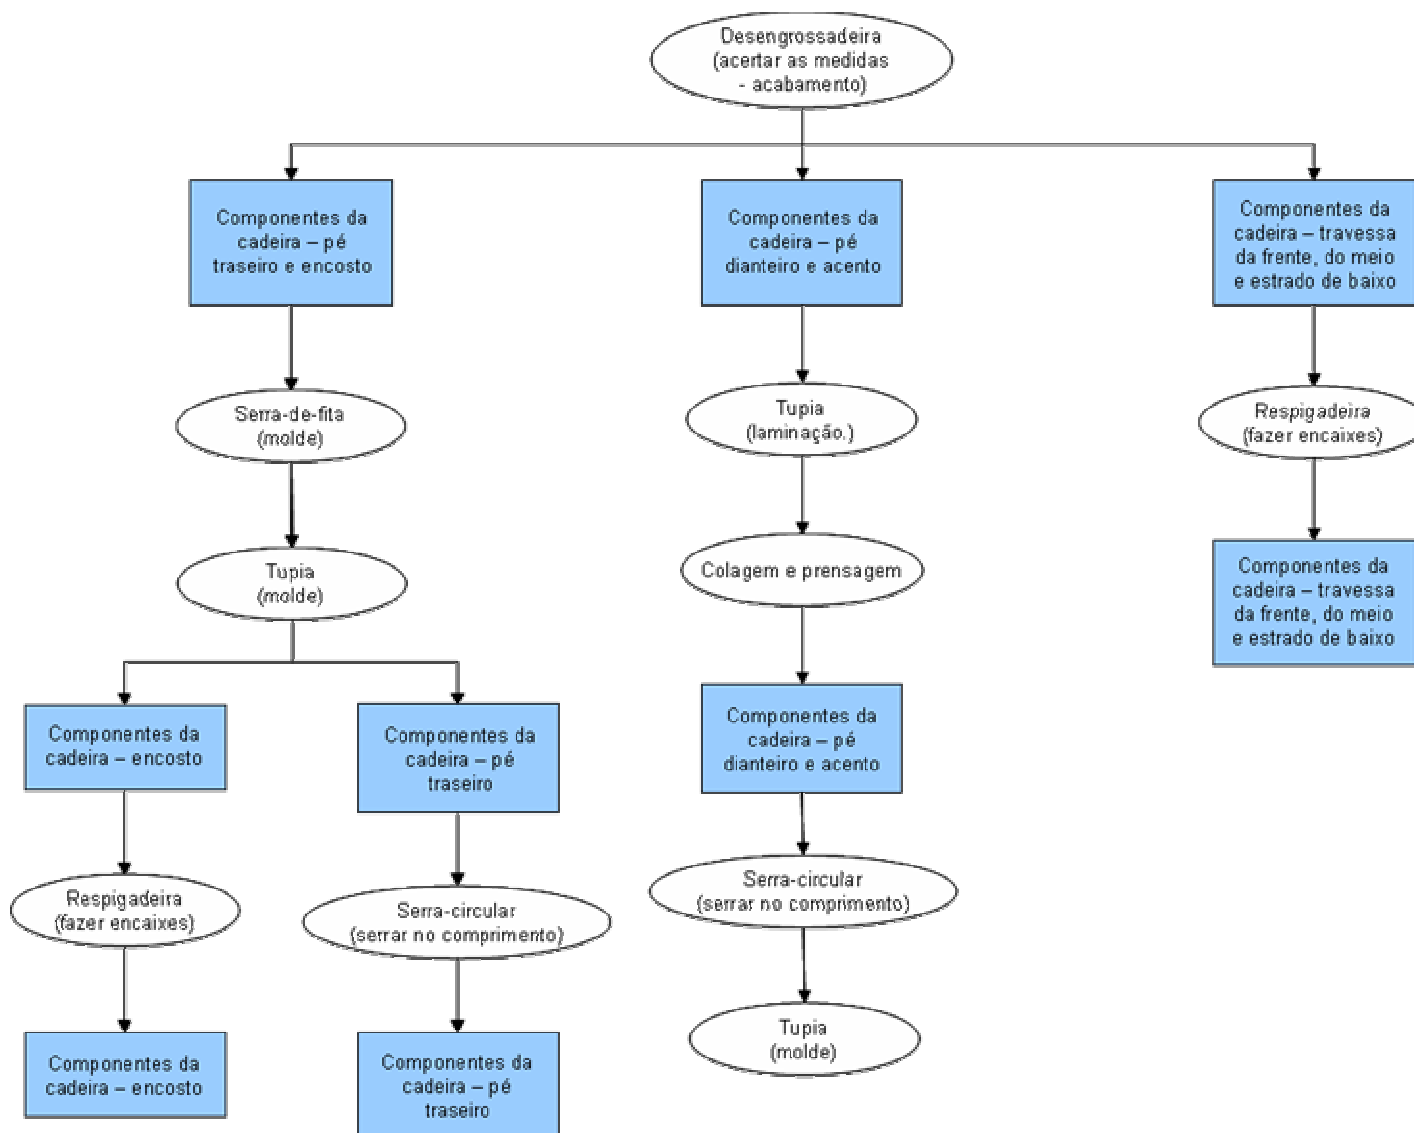 Desengrossadeira
(acertar as medidas
- acabamento)
Componentes da
cadeira – pé
traseiro e encosto
Componentes da
cadeira – pé
dianteiro e acento
Componentes da
cadeira – travessa
da frente, do meio
e estrado de baixo
Serra-de-fita
(molde)
Tupia
(laminação.)
Respigadeira
(fazer encaixes)
Tupia
(molde)
Colagem e prensagem
Componentes da
cadeira – travessa
da frente, do meio
e estrado de baixo
Componentes da
cadeira – encosto
Componentes da
cadeira – pé
traseiro
Componentes da
cadeira – pé
dianteiro e acento
Respigadeira
(fazer encaixes)
Serra-circular
(serrar no comprimento)
Serra-circular
(serrar no comprimento)
Tupia
(molde)
Componentes da
cadeira – encosto
Componentes da
cadeira – pé
traseiro